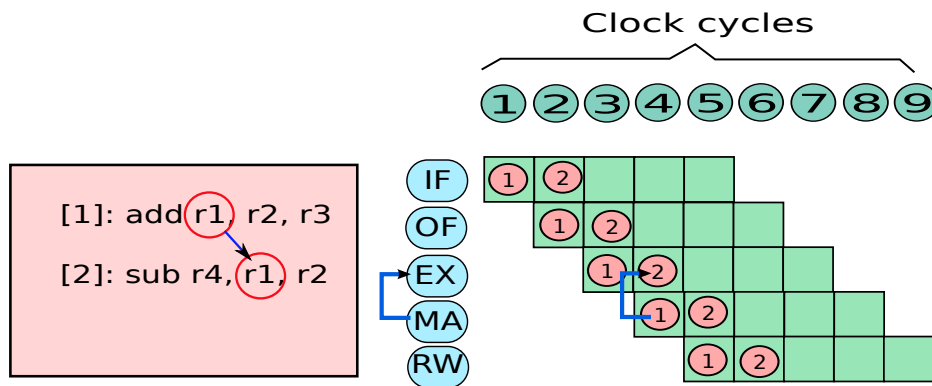 Clock cycles
1 2 3 4 5 6 7 8 9
[1]: add r1, r2, r3
[2]: sub r4, r1, r2
IF 1 2
OF 1 2
EX 1 2
MA 1 2
RW 1 2